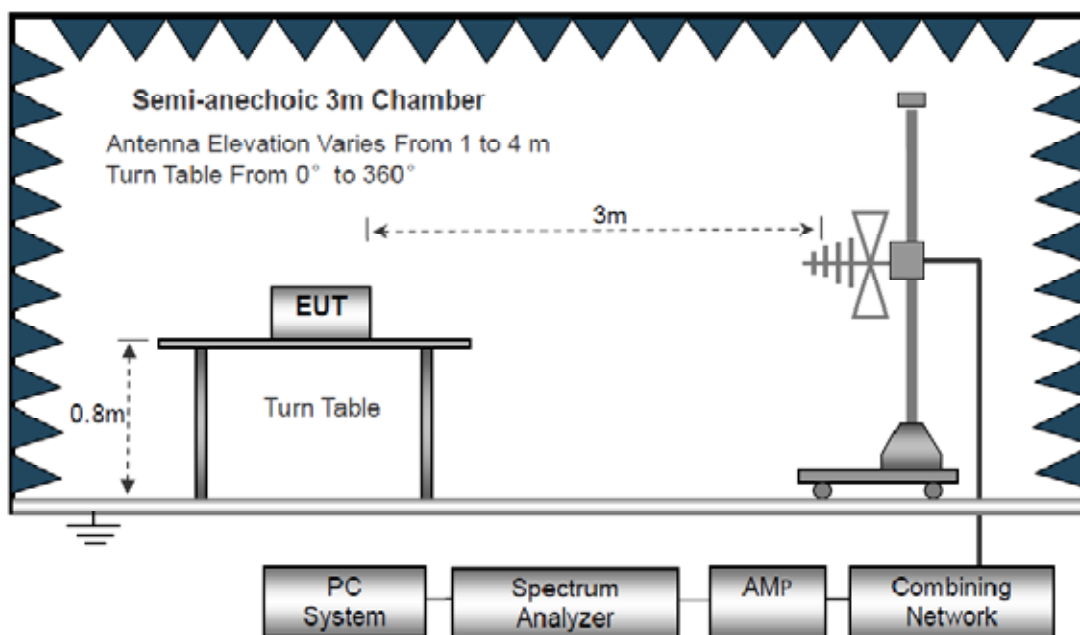 Semi-anechoic 3m Chamber
Antenna Elevation Varies From 1 to 4 m
Turn Table From 0° to 360°
3m
EUT
0.8m
Turn Table
PC
System
Spectrum
Analyzer
AMP
Combining
Network